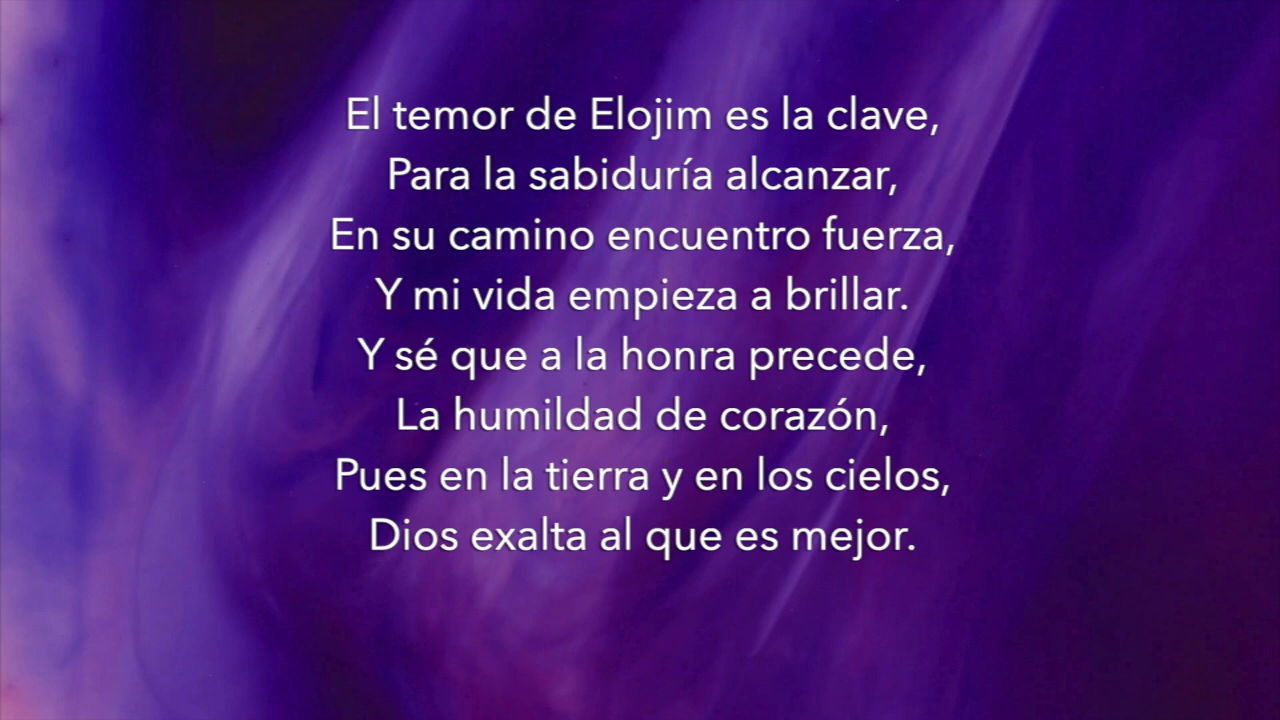 El temor de Elojim es la clave,
Para la sabiduría alcanzar,
En su camino encuentro fuerza,
Y mi vida empieza a brillar.
Y sé que a la honra precede,
La humildad de corazón,
Pues en la tierra y en los cielos,
Dios exalta al que es mejor.